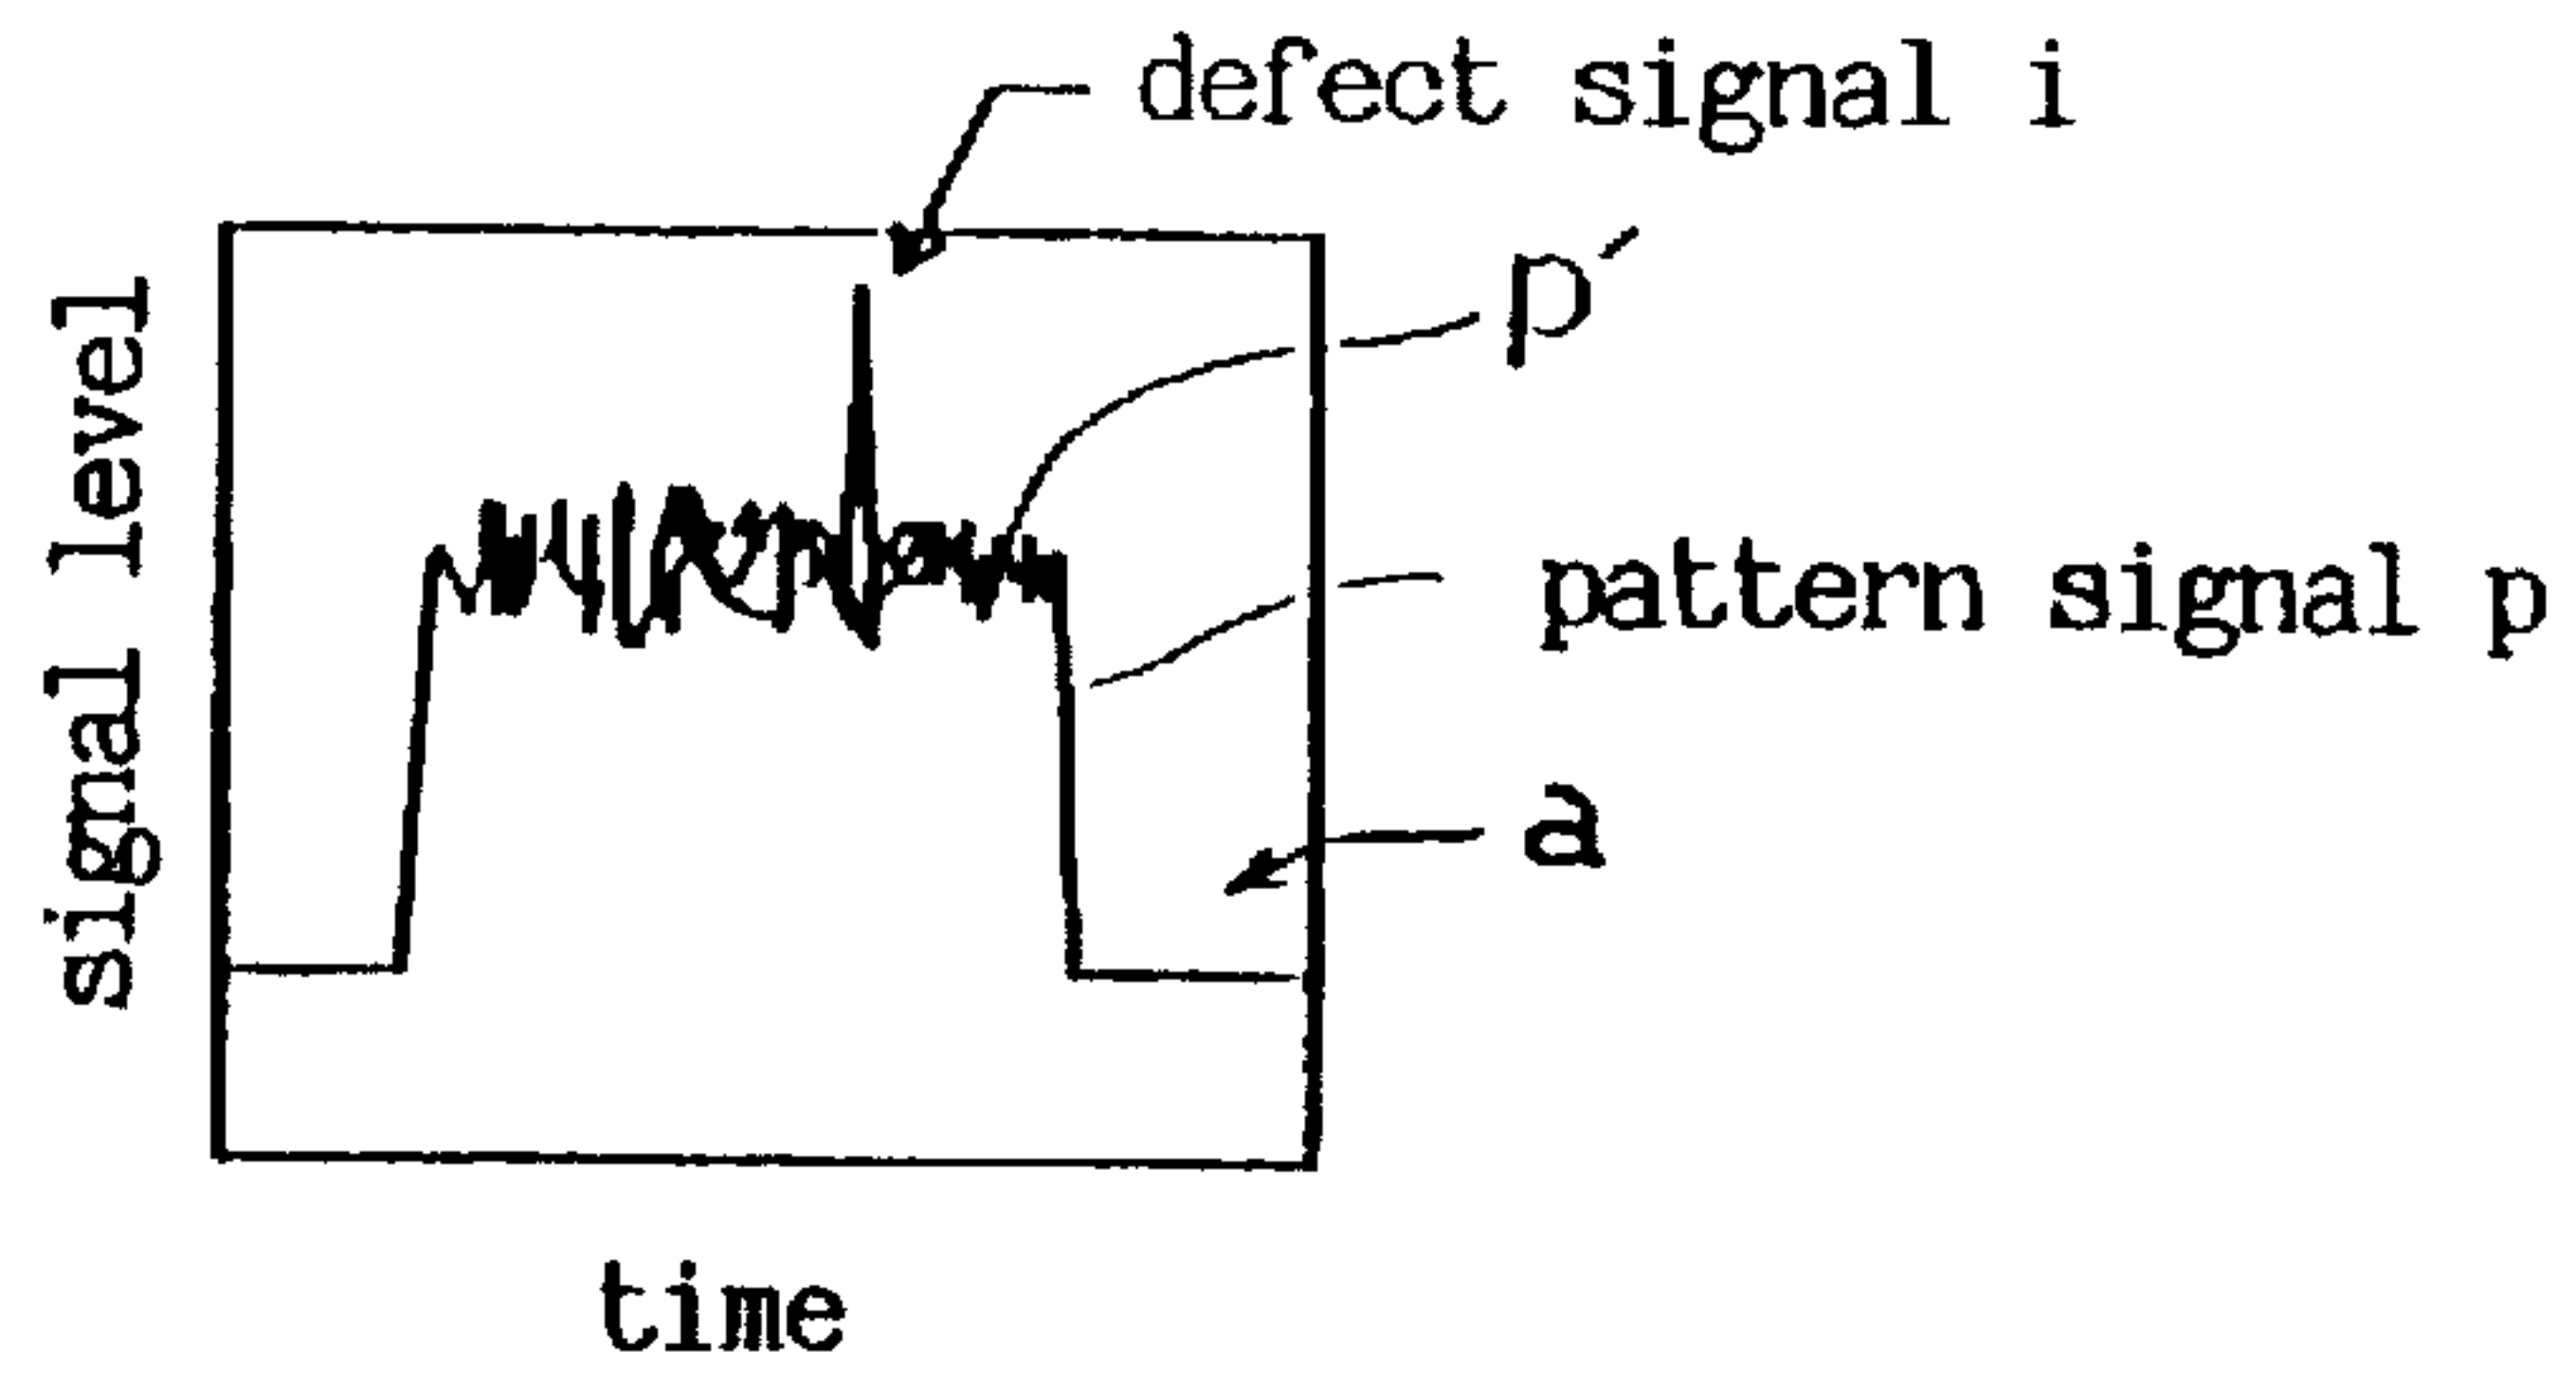 defect signal i
p′
signal level
pattern signal p
a
time